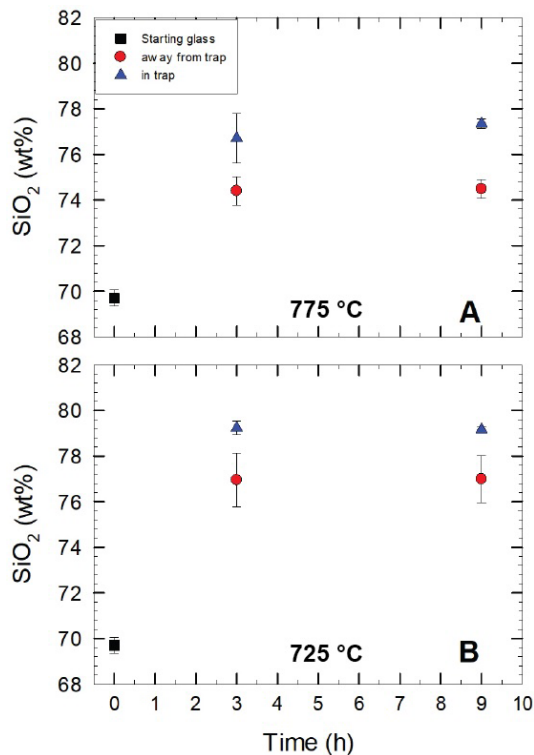 82
80
78
76
74
72
70
68
SiO2 (wt%)
Starting glass
away from trap
in trap
775 °C
A
82
80
78
76
74
72
70
68
SiO2 (wt%)
725 °C
B
0 1 2 3 4 5 6 7 8 9 10
Time (h)